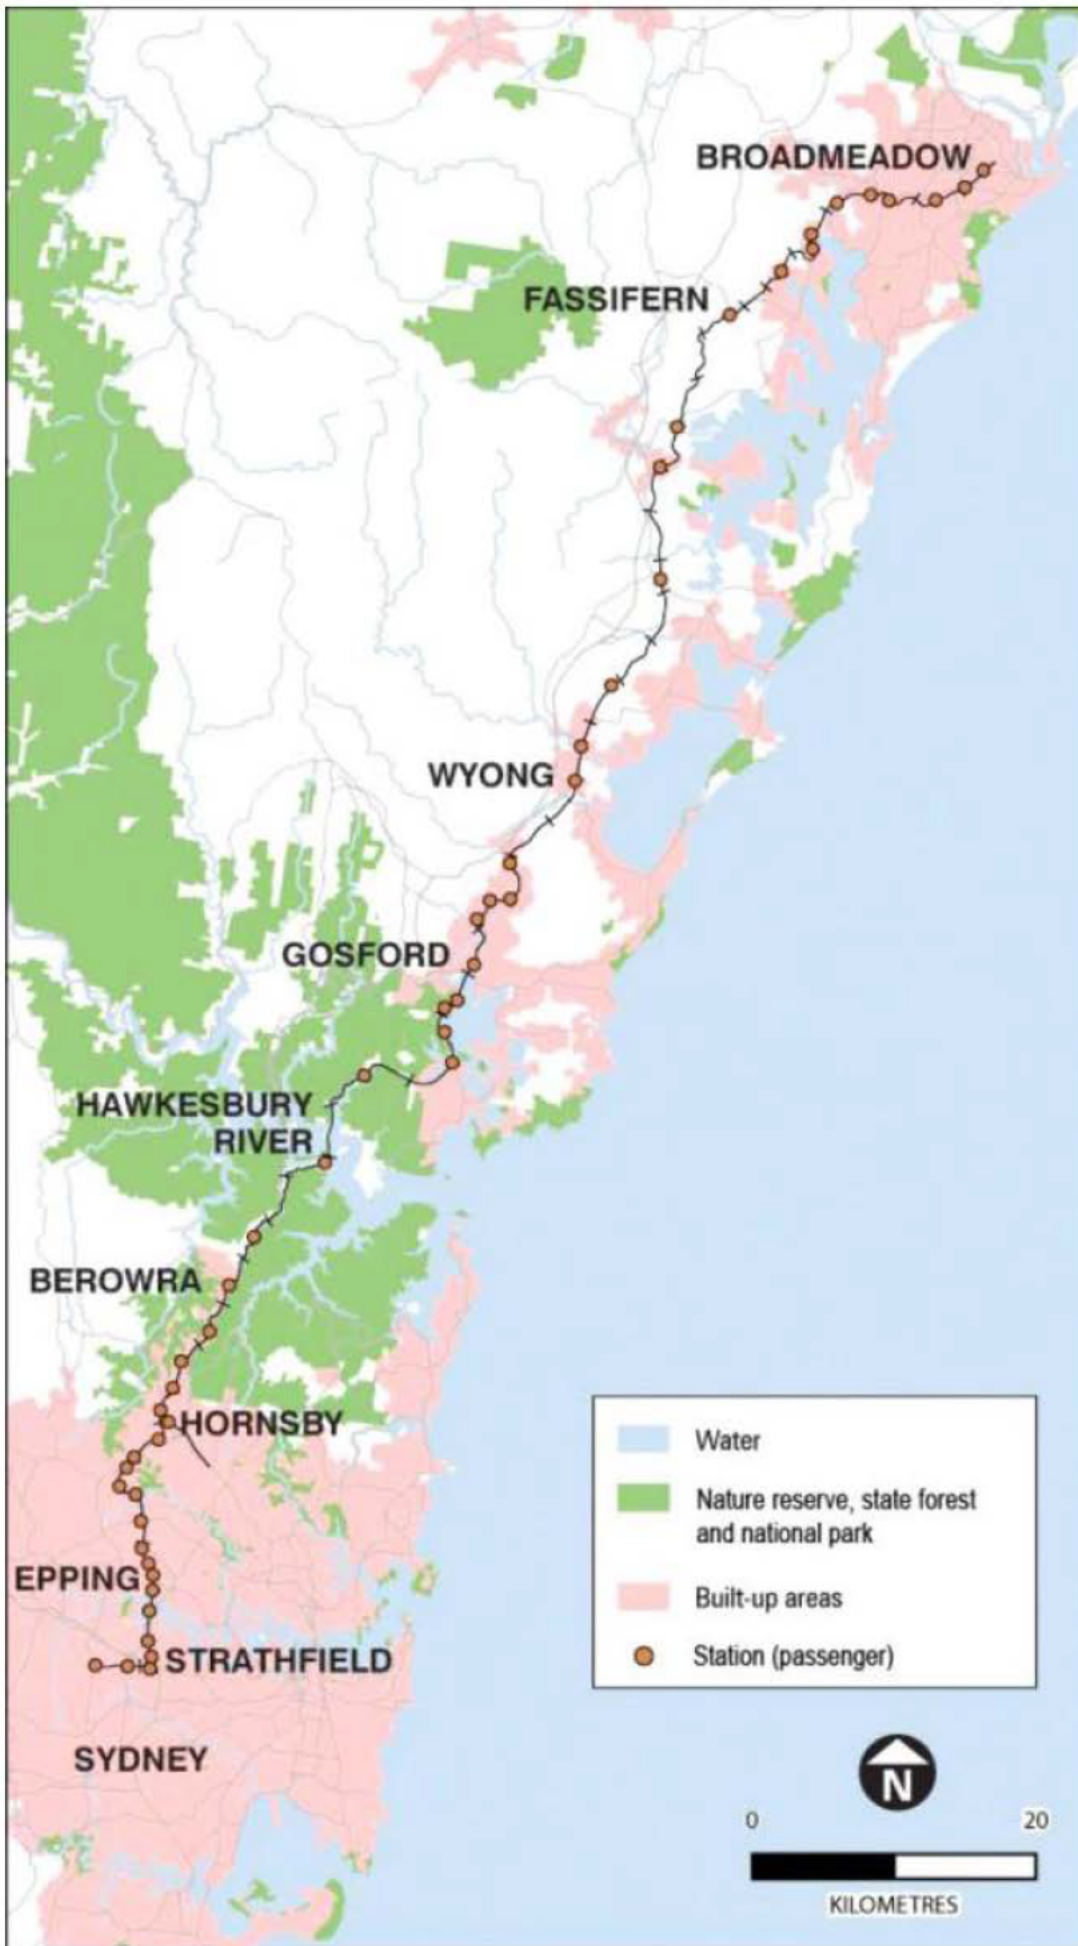 BROADMEADOW
FASSIFERN
WYONG
GOSFORD
HAWKESBURY
RIVER
BEROWRA
HORNSBY
EPPING
STRATHFIELD
SYDNEY
Water
Nature reserve, state forest
and national park
Built-up areas
Station (passenger)
N
0 20
KILOMETRES